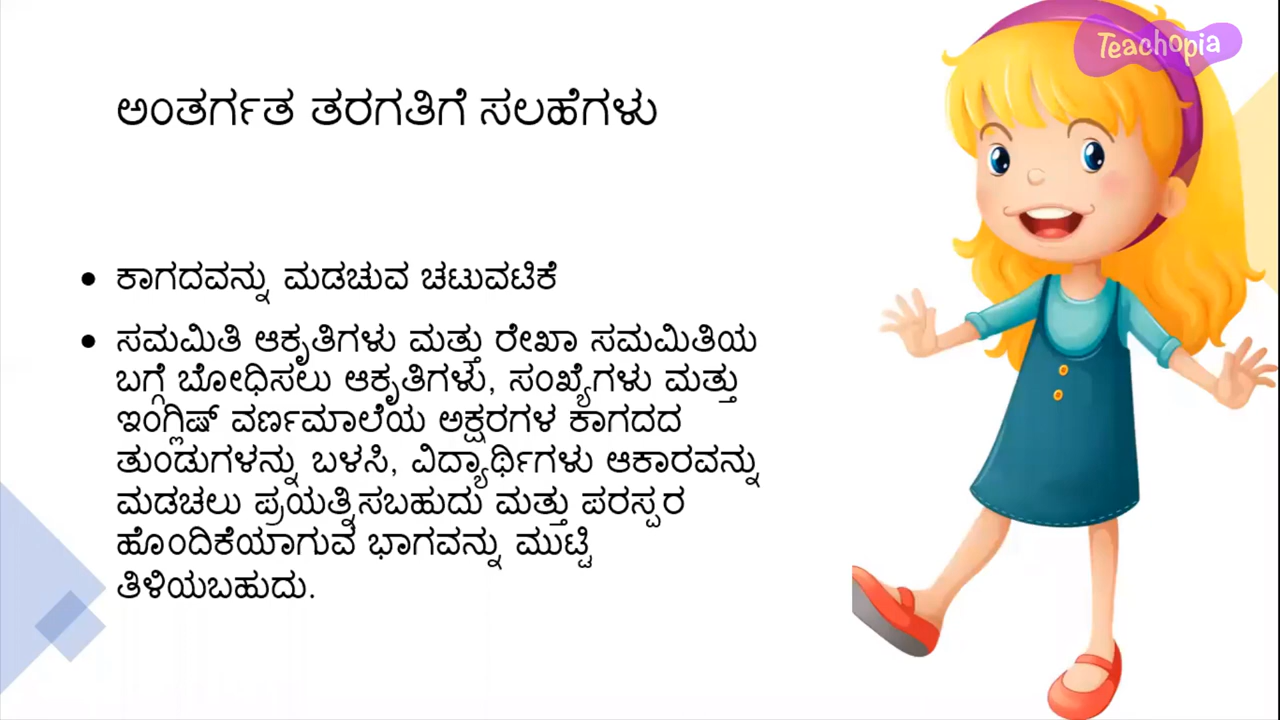 Teachopia
ಅಂತರ್ಗತ ತರಗತಿಗೆ ಸಲಹೆಗಳು
• ಕಾಗದವನ್ನು ಮಡಚುವ ಚಟುವಟಿಕೆ
• ಸಮಮಿತಿ ಆಕೃತಿಗಳು ಮತ್ತು ರೇಖಾ ಸಮಮಿತಿಯ
ಬಗ್ಗೆ ಬೋಧಿಸಲು ಆಕೃತಿಗಳು, ಸಂಖ್ಯೆಗಳು ಮತ್ತು
ಇಂಗ್ಲಿಷ್ ವರ್ಣಮಾಲೆಯ ಅಕ್ಷರಗಳ ಕಾಗದದ
ತುಂಡುಗಳನ್ನು ಬಳಸಿ, ವಿದ್ಯಾರ್ಥಿಗಳು ಆಕಾರವನ್ನು
ಮಡಚಲು ಪ್ರಯತ್ನಿಸಬಹುದು ಮತ್ತು ಪರಸ್ಪರ
ಹೊಂದಿಕೆಯಾಗುವ ಭಾಗವನ್ನು ಮುಟ್ಟಿ
ತಿಳಿಯಬಹುದು.